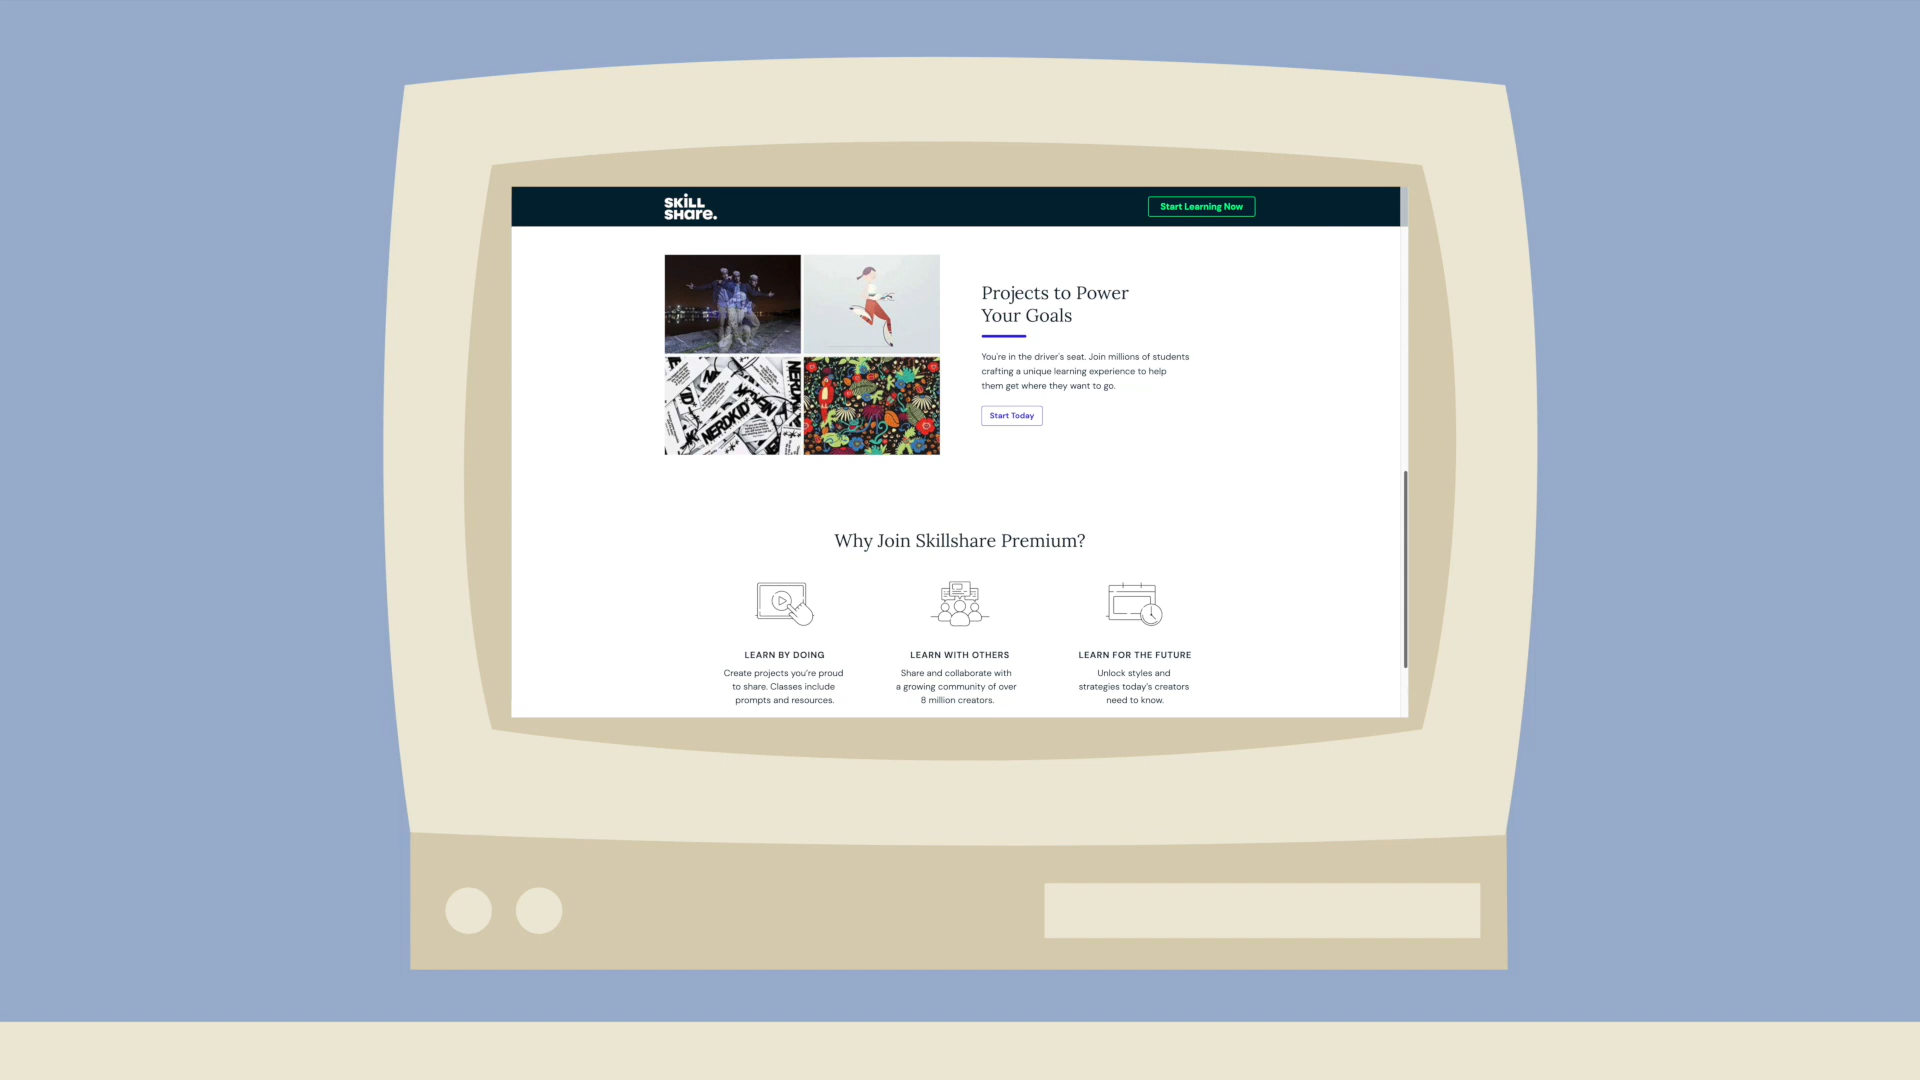 SKiLL
SHare.
Start Learning Now
NERDKID
Projects to Power
Your Goals
You're in the driver's seat. Join millions of students
crafting a unique learning experience to help
them get where they want to go.
Start Today
Why Join Skillshare Premium?
LEARN BY DOING
Create projects you're proud
to share. Classes include
prompts and resources.
LEARN WITH OTHERS
Share and collaborate with
a growing community of over
8 million creators.
LEARN FOR THE FUTURE
Unlock styles and
strategies today's creators
need to know.